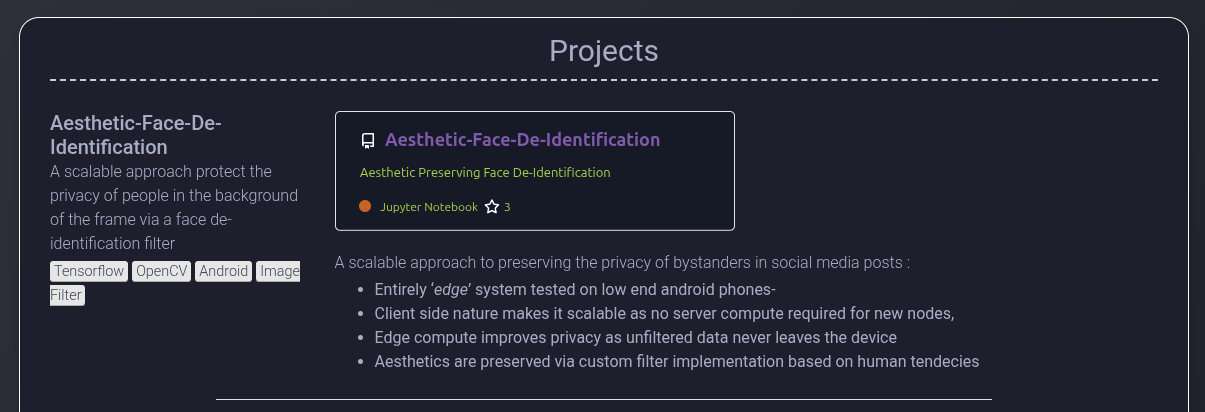 Projects
Aesthetic-Face-De-
Identification
A scalable approach protect the
privacy of people in the background
of the frame via a face de-
identification filter
Tensorflow OpenCV Android Image
Filter
Aesthetic-Face-De-Identification
Aesthetic Preserving Face De-Identification
Jupyter Notebook 3
A scalable approach to preserving the privacy of bystanders in social media posts :
• Entirely ‘edge’ system tested on low end android phones-
• Client side nature makes it scalable as no server compute required for new nodes,
• Edge compute improves privacy as unfiltered data never leaves the device
• Aesthetics are preserved via custom filter implementation based on human tendecies